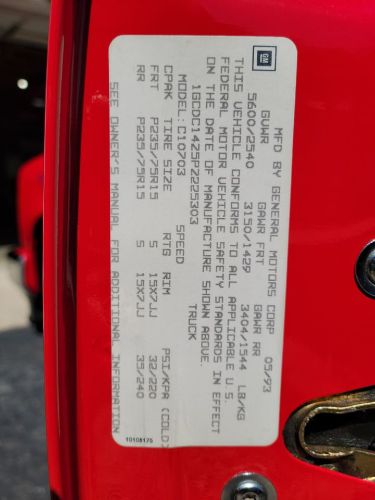 GM
MFD BY GENERAL MOTORS CORP 05/93
GVWR GAWR FRT GAWR RR
5600/2540 3150/1429 3404/1544 LB/KG
THIS VEHICLE CONFORMS TO ALL APPLICABLE U.S.
FEDERAL MOTOR VEHICLE SAFETY STANDARDS IN EFFECT
ON THE DATE OF MANUFACTURE SHOWN ABOVE.
1GCDC14Z5PZ225303 TRUCK
MODEL: C10703
SPEED
CPAK TIRE SIZE RTG RIM PSI/KPA (COLD)
FRT P235/75R15 S 15X7JJ 32/220
RR P235/75R15 S 15X7JJ 35/240
SEE OWNER'S MANUAL FOR ADDITIONAL INFORMATION
10108178